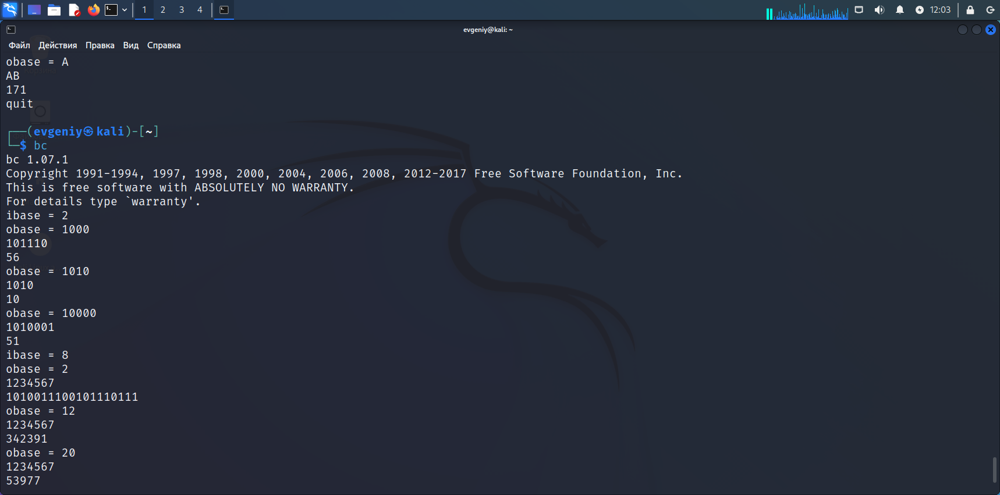 1 2 3 4 12:03
evgeniy@kali: ~
Файл Действия Правка Вид Справка
obase = A
AB
171
quit
┌──(evgeniy㉿kali)-[~]
└─$ bc
bc 1.07.1
Copyright 1991-1994, 1997, 1998, 2000, 2004, 2006, 2008, 2012-2017 Free Software Foundation, Inc.
This is free software with ABSOLUTELY NO WARRANTY.
For details type `warranty'.
ibase = 2
obase = 1000
101110
56
obase = 1010
1010
10
obase = 10000
1010001
51
ibase = 8
obase = 2
1234567
1010011100101110111
obase = 12
1234567
342391
obase = 20
1234567
53977